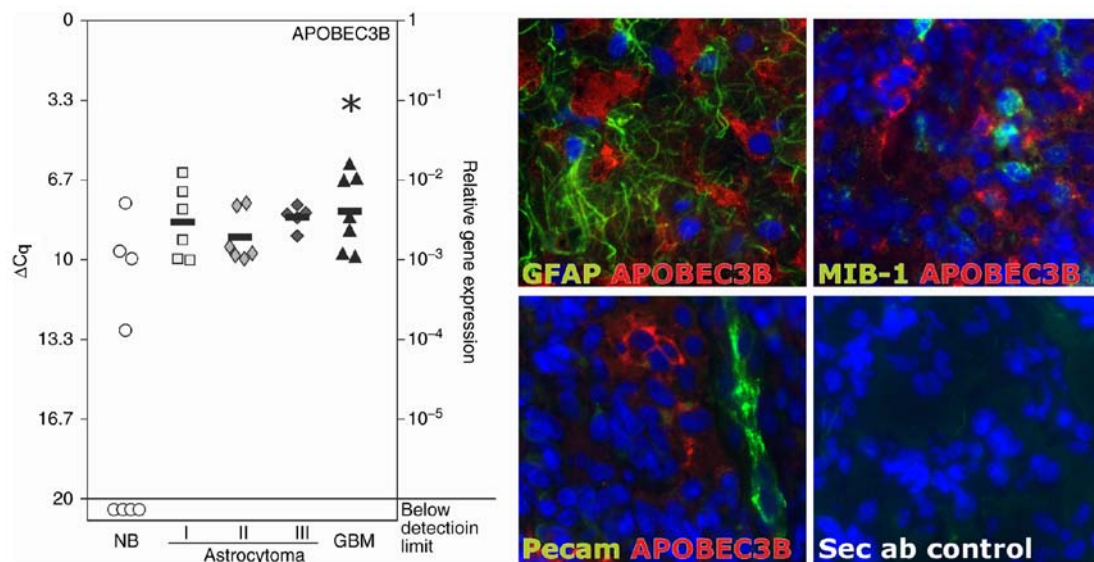 APOBEC3B
0
3.3
6.7
10
13.3
16.7
20
ΔCq
1
10⁻¹
10⁻²
10⁻³
10⁻⁴
10⁻⁵
Relative gene expression
*
Below
detectioin
limit
NB
I
II
III
GBM
Astrocytoma
GFAP APOBEC3B
MIB-1 APOBEC3B
Pecam APOBEC3B
Sec ab control